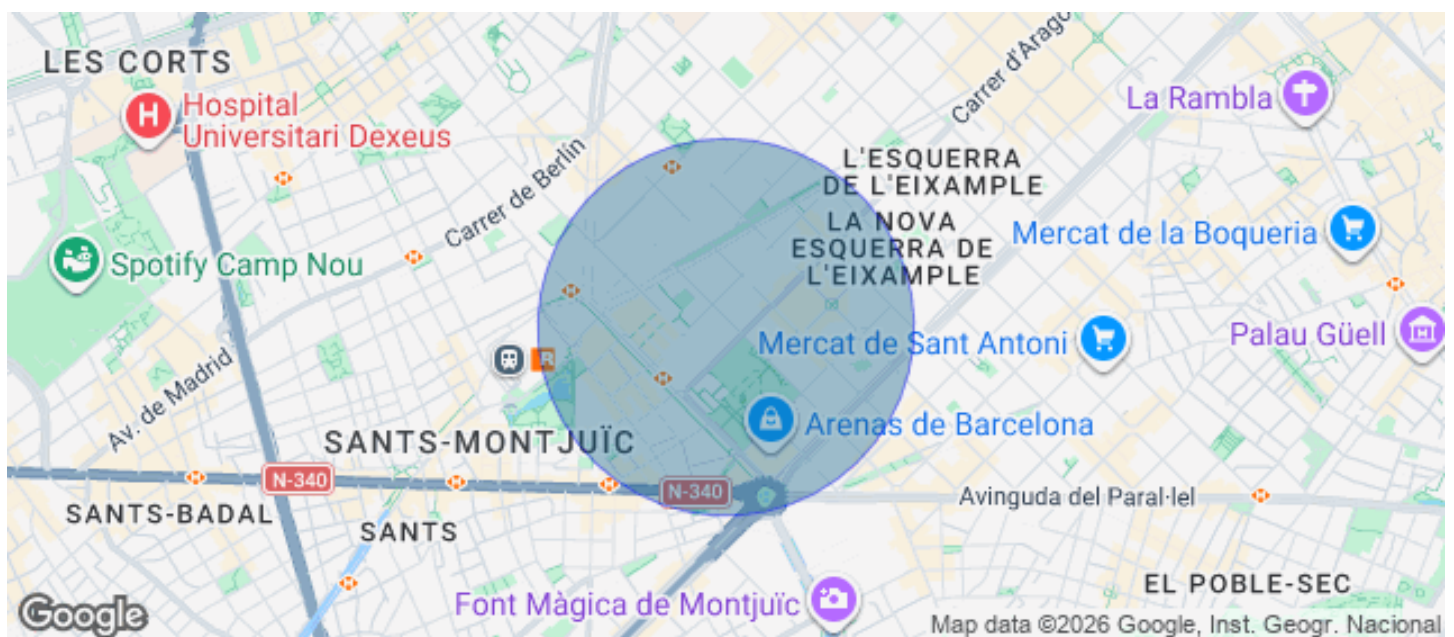 LES CORTS
Hospital
Universitari Dexeus
Carrer d'Arago
La Rambla
L'ESQUERRA
DE L'EIXAMPLE
Carrer de Berlín
LA NOVA
ESQUERRA DE
L'EIXAMPLE
Mercat de la Boqueria
Spotify Camp Nou
Mercat de Sant Antoni
Palau Güell
R
Av. de Madrid
Arenas de Barcelona
SANTS-MONTJUÏC
N-340
N-340
Avinguda del Paral·lel
SANTS-BADAL
SANTS
EL POBLE-SEC
Font Màgica de Montjuïc
Google
Map data ©2026 Google, Inst. Geogr. Nacional